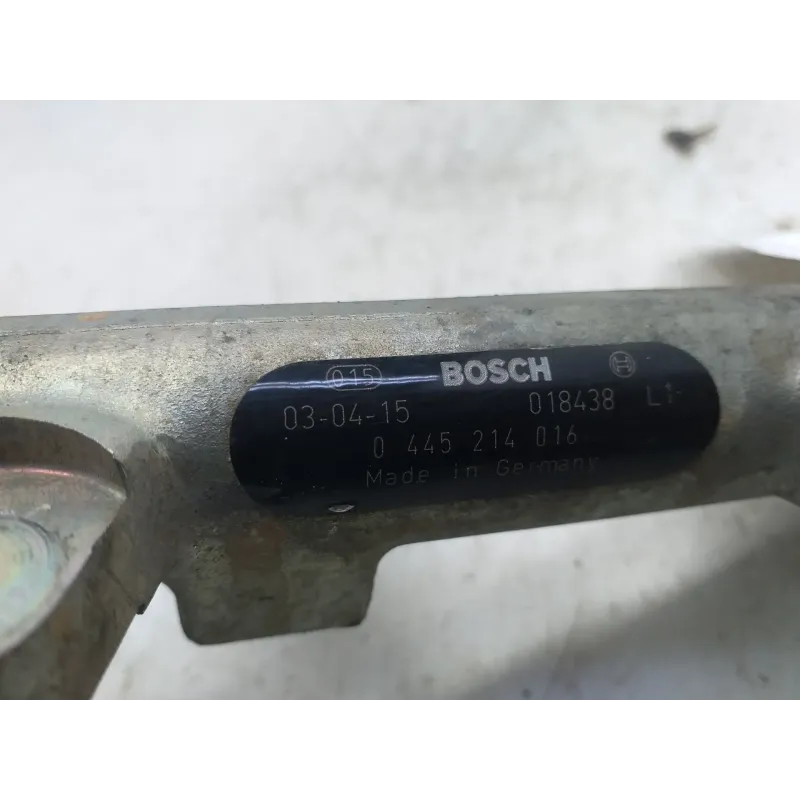 015 BOSCH
03-04-15 018438 L1
0 445 214 016
Made in Germany